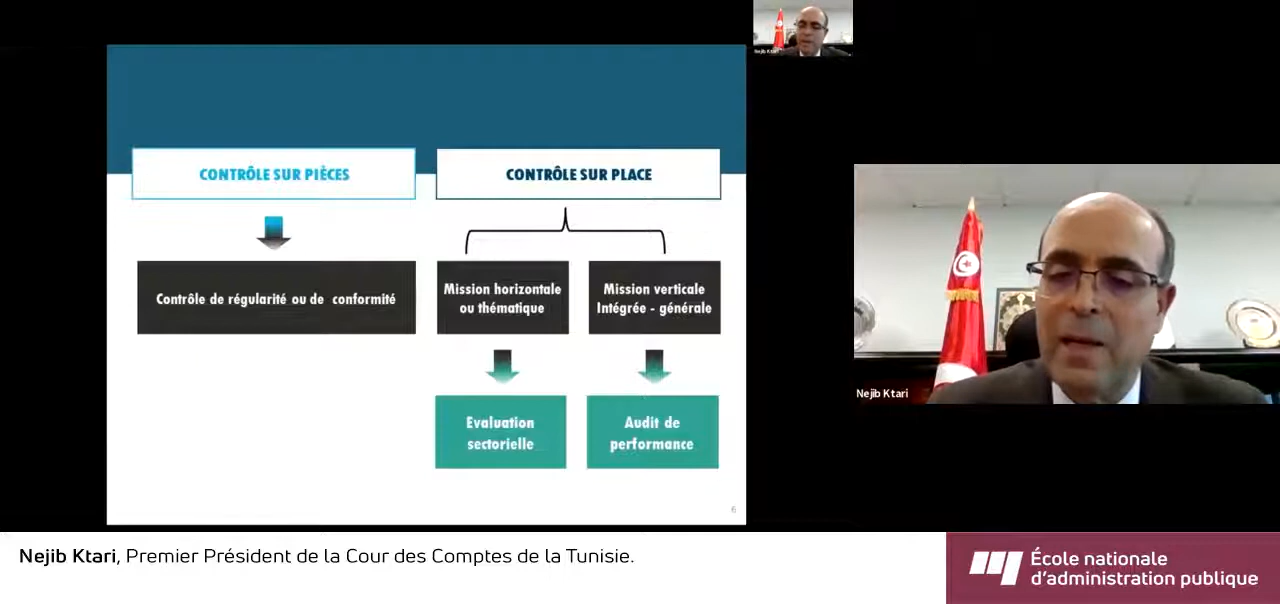 CONTRÔLE SUR PIÈCES
CONTRÔLE SUR PLACE
Contrôle de régularité ou de conformité
Mission horizontale
ou thématique
Mission verticale
Intégrée - générale
Evaluation
sectorielle
Audit de
performance
6
Nejib Ktari
Nejib Ktari
Nejib Ktari, Premier Président de la Cour des Comptes de la Tunisie.
École nationale
d'administration publique